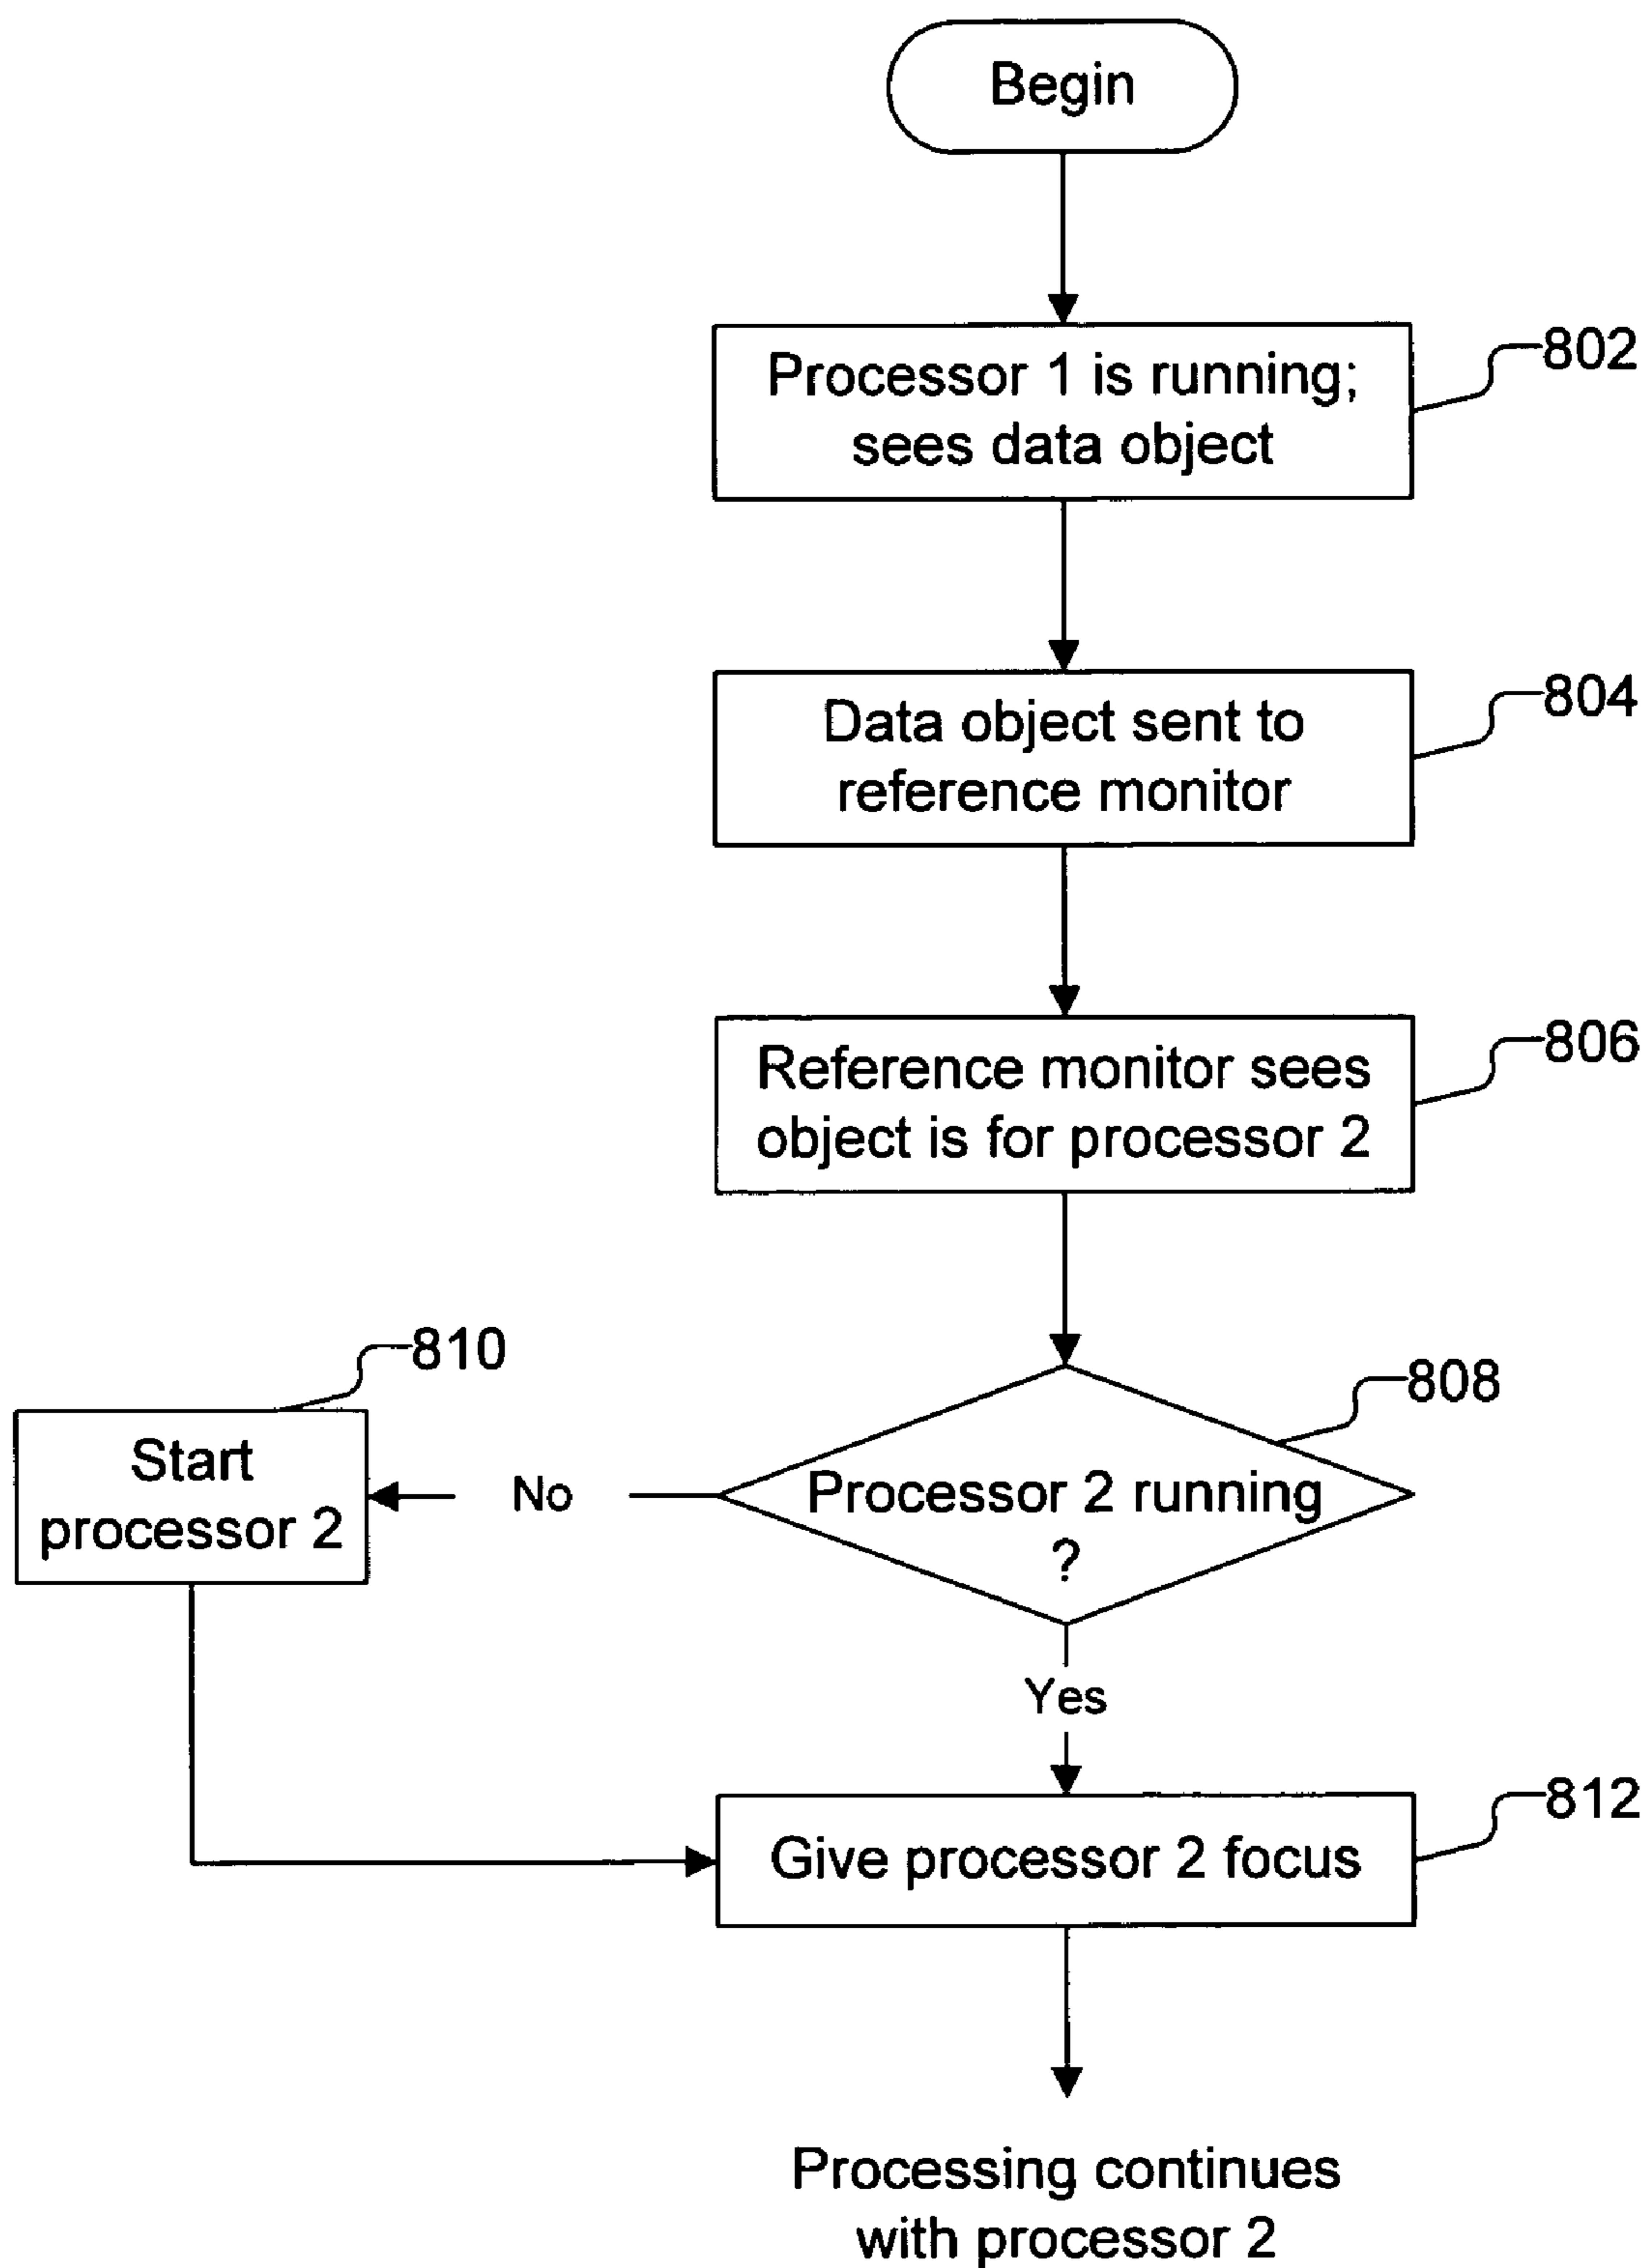 Begin
Processor 1 is running;
sees data object
802
Data object sent to
reference monitor
804
Reference monitor sees
object is for processor 2
806
Processor 2 running
?
808
No
Start
processor 2
810
Yes
Give processor 2 focus
812
Processing continues
with processor 2